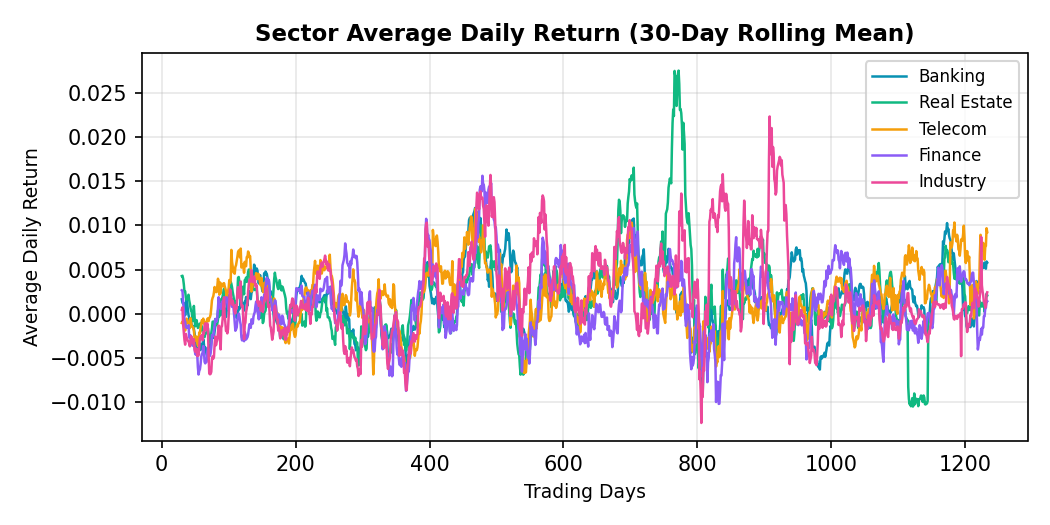 Sector Average Daily Return (30-Day Rolling Mean)
Average Daily Return
0.025
0.020
0.015
0.010
0.005
0.000
−0.005
−0.010
Banking
Real Estate
Telecom
Finance
Industry
0 200 400 600 800 1000 1200
Trading Days